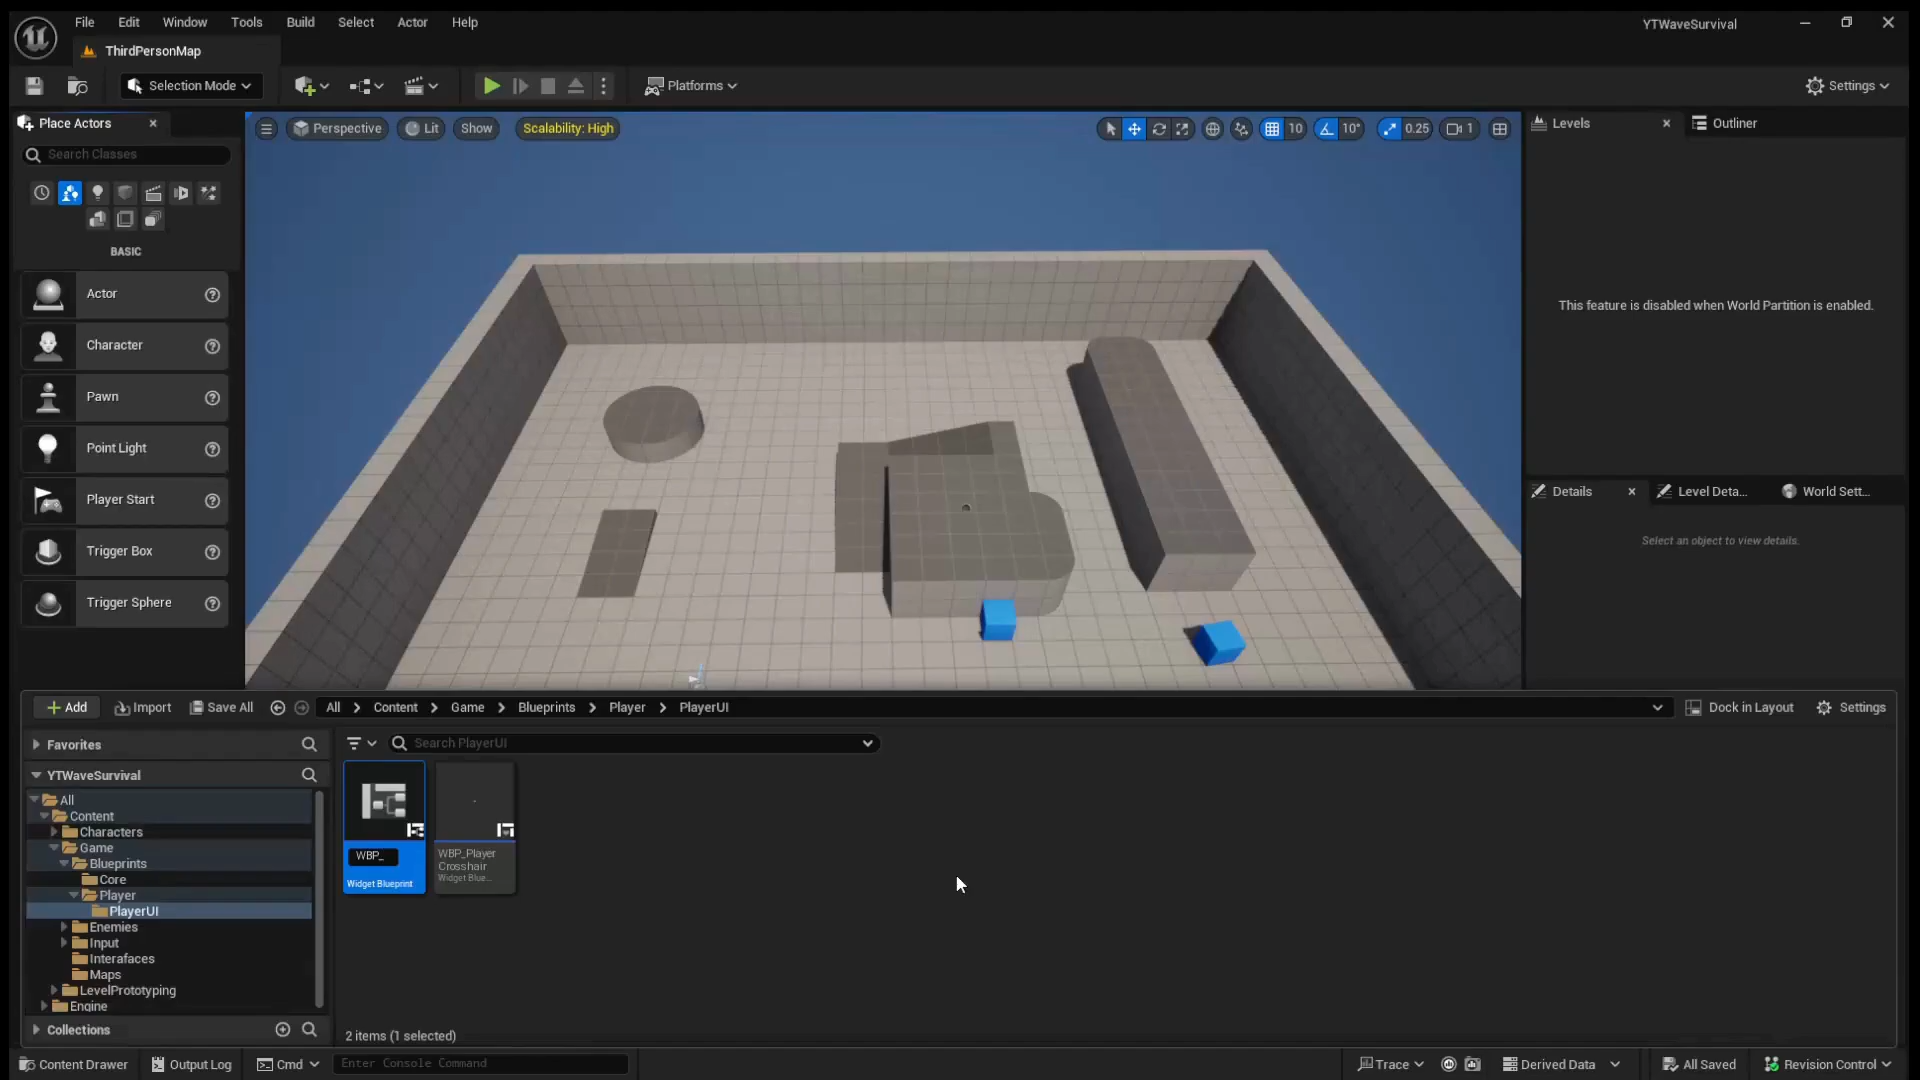 File Edit Window Tools Build Select Actor Help YTWaveSurvival
ThirdPersonMap
Selection Mode Platforms Settings
Place Actors
Search Classes
BASIC
Actor
Character
Pawn
Point Light
Player Start
Trigger Box
Trigger Sphere
Perspective Lit Show Scalability: High 10 10° 0.25 1
Levels Outliner
This feature is disabled when World Partition is enabled.
Details Level Deta... World Sett...
Select an object to view details.
Add Import Save All All Content Game Blueprints Player PlayerUI Dock in Layout Settings
Favorites
Search PlayerUI
YTWaveSurvival
All
Content
Characters
Game
Blueprints
Core
Player
PlayerUI
Enemies
Input
Interafaces
Maps
LevelPrototyping
Engine
Collections
WBP_
Widget Blueprint
WBP_Player
Crosshair
Widget Blue...
2 items (1 selected)
Content Drawer Output Log Cmd Enter Console Command Trace Derived Data All Saved Revision Control